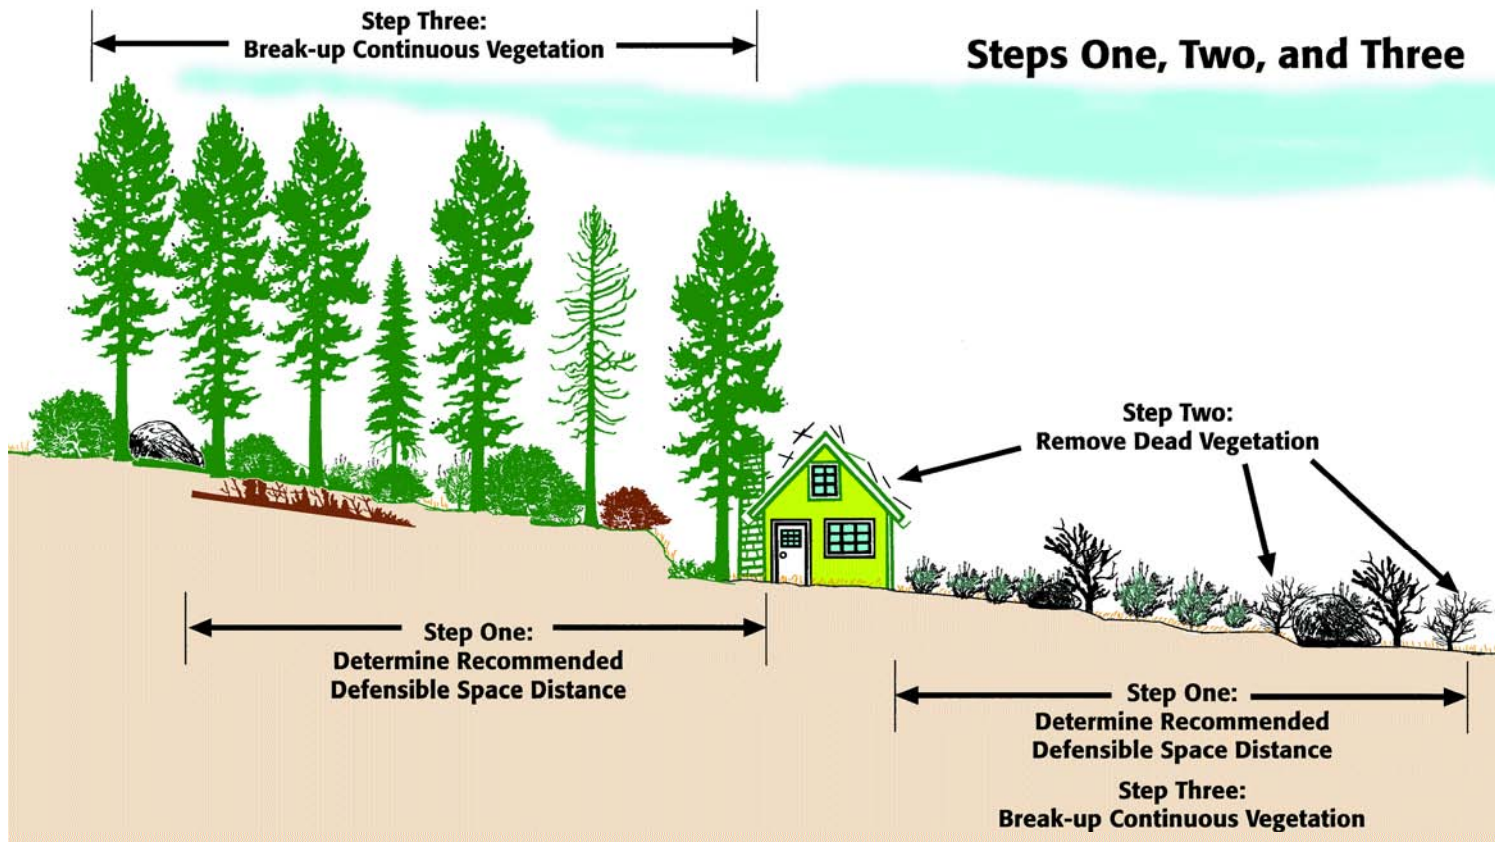 Step Three:
Break-up Continuous Vegetation
Steps One, Two, and Three
Step Two:
Remove Dead Vegetation
Step One:
Determine Recommended
Defensible Space Distance
Step One:
Determine Recommended
Defensible Space Distance
Step Three:
Break-up Continuous Vegetation